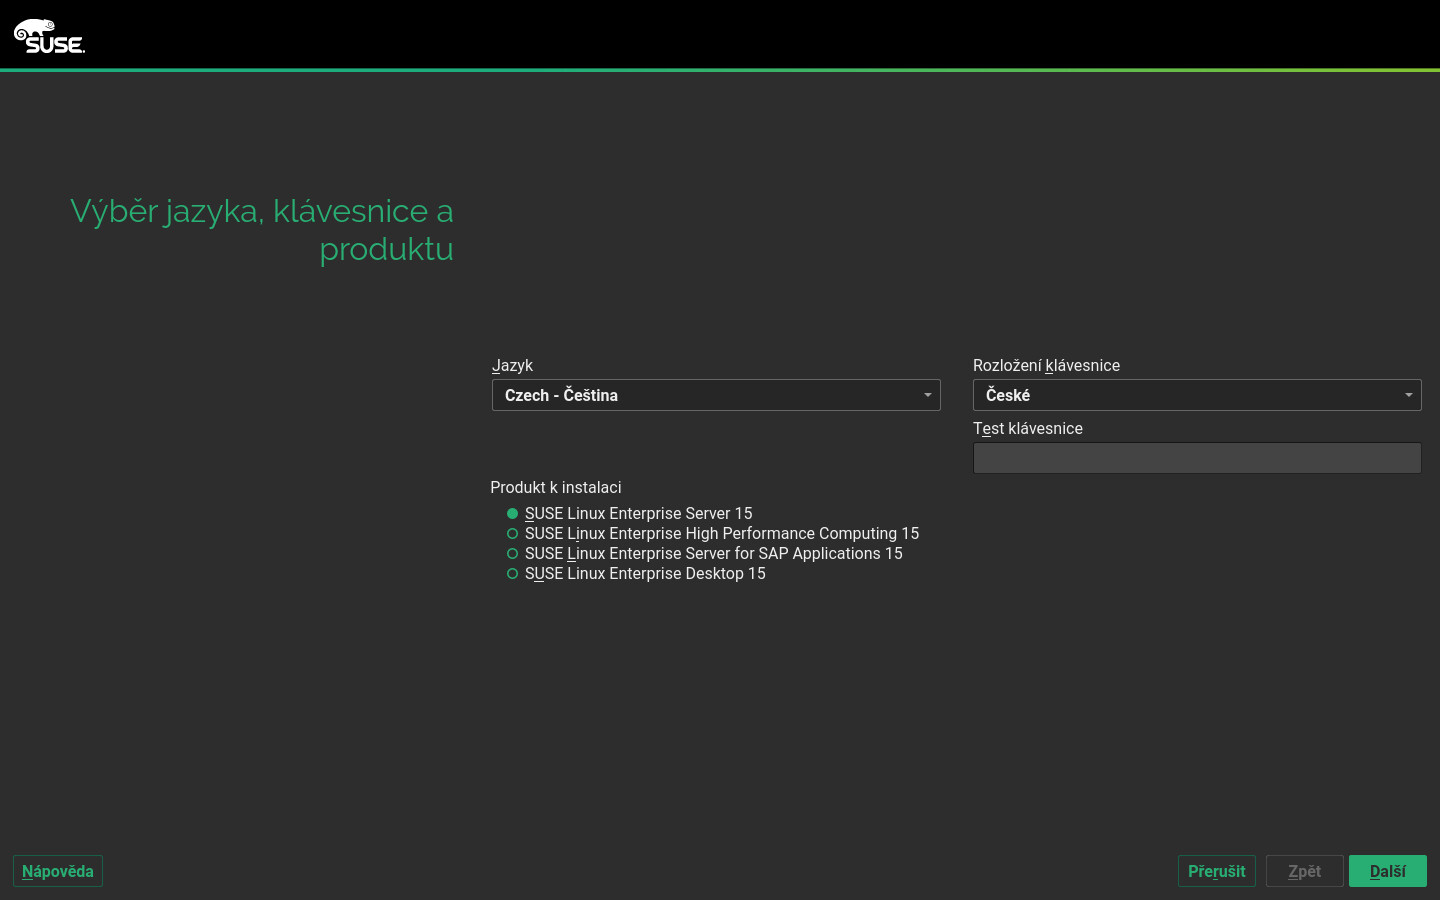 SUSE.
Výběr jazyka, klávesnice a
produktu
Jazyk
Czech - Čeština
Rozložení klávesnice
České
Test klávesnice
Produkt k instalaci
SUSE Linux Enterprise Server 15
SUSE Linux Enterprise High Performance Computing 15
SUSE Linux Enterprise Server for SAP Applications 15
SUSE Linux Enterprise Desktop 15
Nápověda
Přerušit
Zpět
Další